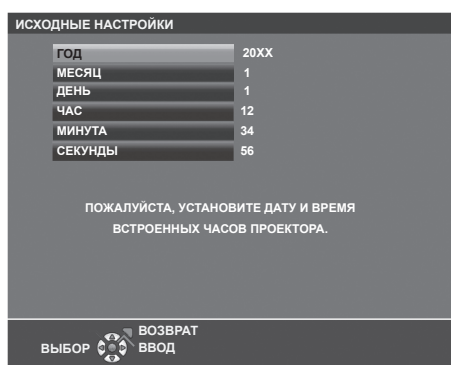 ИСХОДНЫЕ НАСТРОЙКИ
ГОД 20XX
МЕСЯЦ 1
ДЕНЬ 1
ЧАС 12
МИНУТА 34
СЕКУНДЫ 56
ПОЖАЛУЙСТА, УСТАНОВИТЕ ДАТУ И ВРЕМЯ
ВСТРОЕННЫХ ЧАСОВ ПРОЕКТОРА.
ВОЗВРАТ
ВЫБОР ВВОД